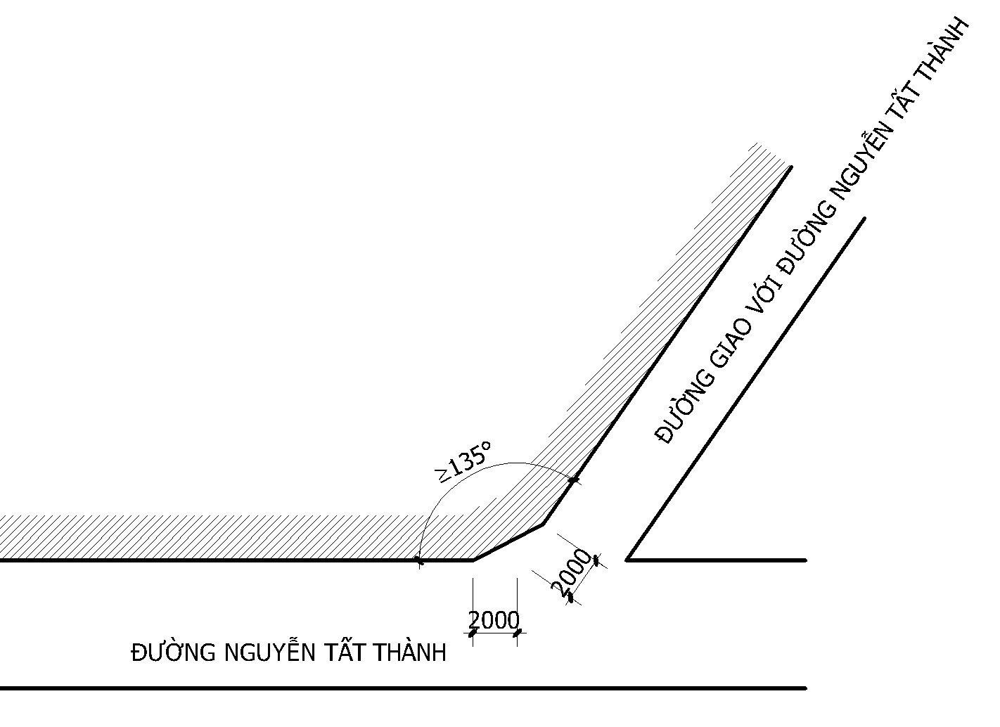 ĐƯỜNG GIAO VỚI ĐƯỜNG NGUYỄN TẤT THÀNH
≥135°
2000
2000
ĐƯỜNG NGUYỄN TẤT THÀNH